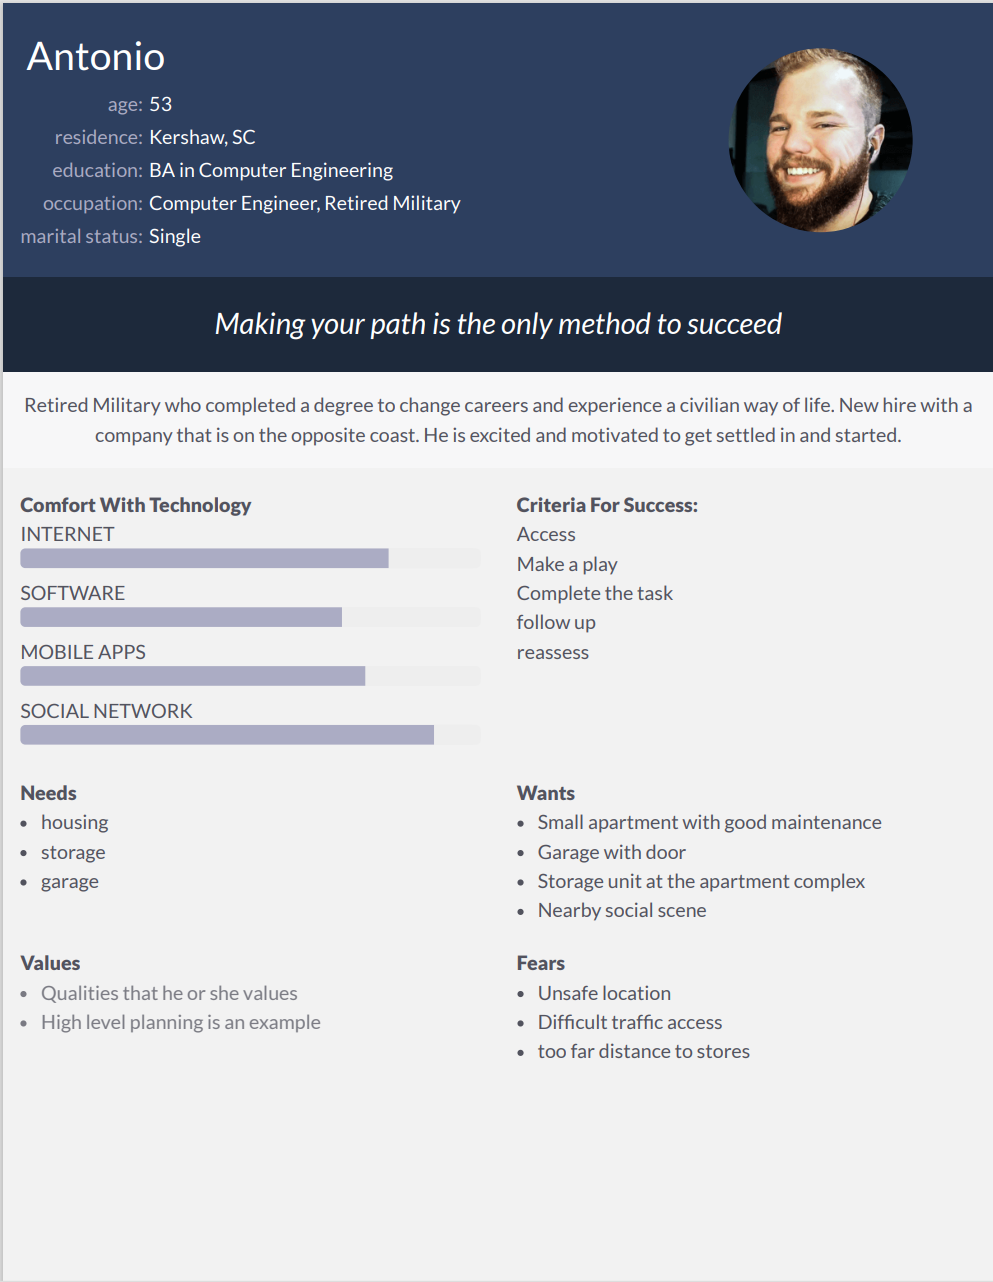 Antonio
age: 53
residence: Kershaw, SC
education: BA in Computer Engineering
occupation: Computer Engineer, Retired Military
marital status: Single
Making your path is the only method to succeed
Retired Military who completed a degree to change careers and experience a civilian way of life. New hire with a
company that is on the opposite coast. He is excited and motivated to get settled in and started.
Comfort With Technology
INTERNET
SOFTWARE
MOBILE APPS
SOCIAL NETWORK
Criteria For Success:
Access
Make a play
Complete the task
follow up
reassess
Needs
• housing
• storage
• garage
Wants
• Small apartment with good maintenance
• Garage with door
• Storage unit at the apartment complex
• Nearby social scene
Values
• Qualities that he or she values
• High level planning is an example
Fears
• Unsafe location
• Difficult traffic access
• too far distance to stores